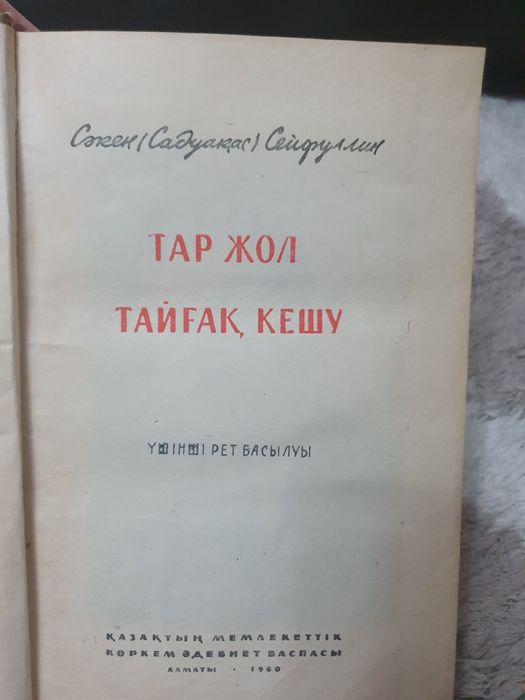 Сәкен (Садуақас) Сейфуллин
ТАР ЖОЛ
ТАЙҒАҚ КЕШУ
ҮШІНШІ РЕТ БАСЫЛУЫ
ҚАЗАҚТЫҢ МЕМЛЕКЕТТІК
КӨРКЕМ ӘДЕБИЕТ БАСПАСЫ
АЛМАТЫ · 1960